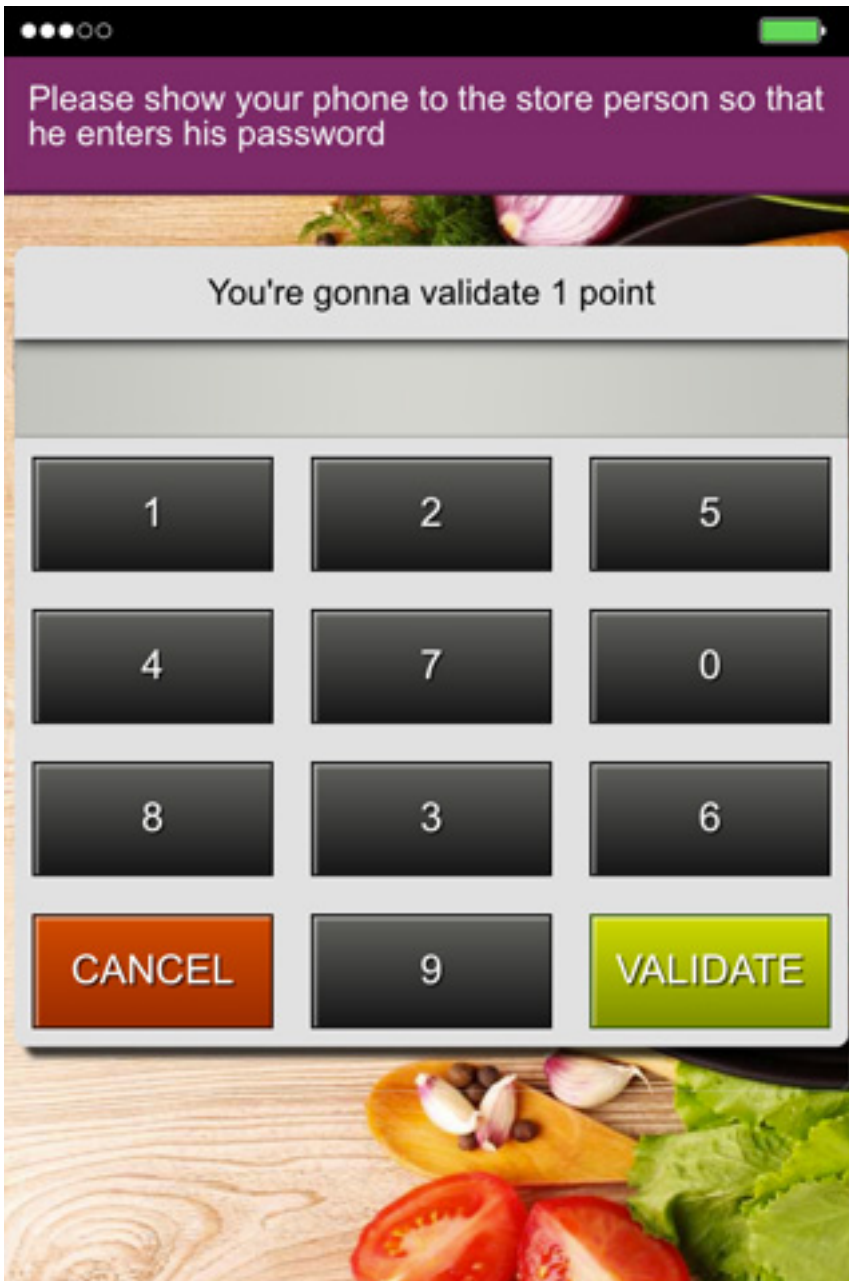 Please show your phone to the store person so that
he enters his password
You're gonna validate 1 point
1 2 5
4 7 0
8 3 6
CANCEL 9 VALIDATE